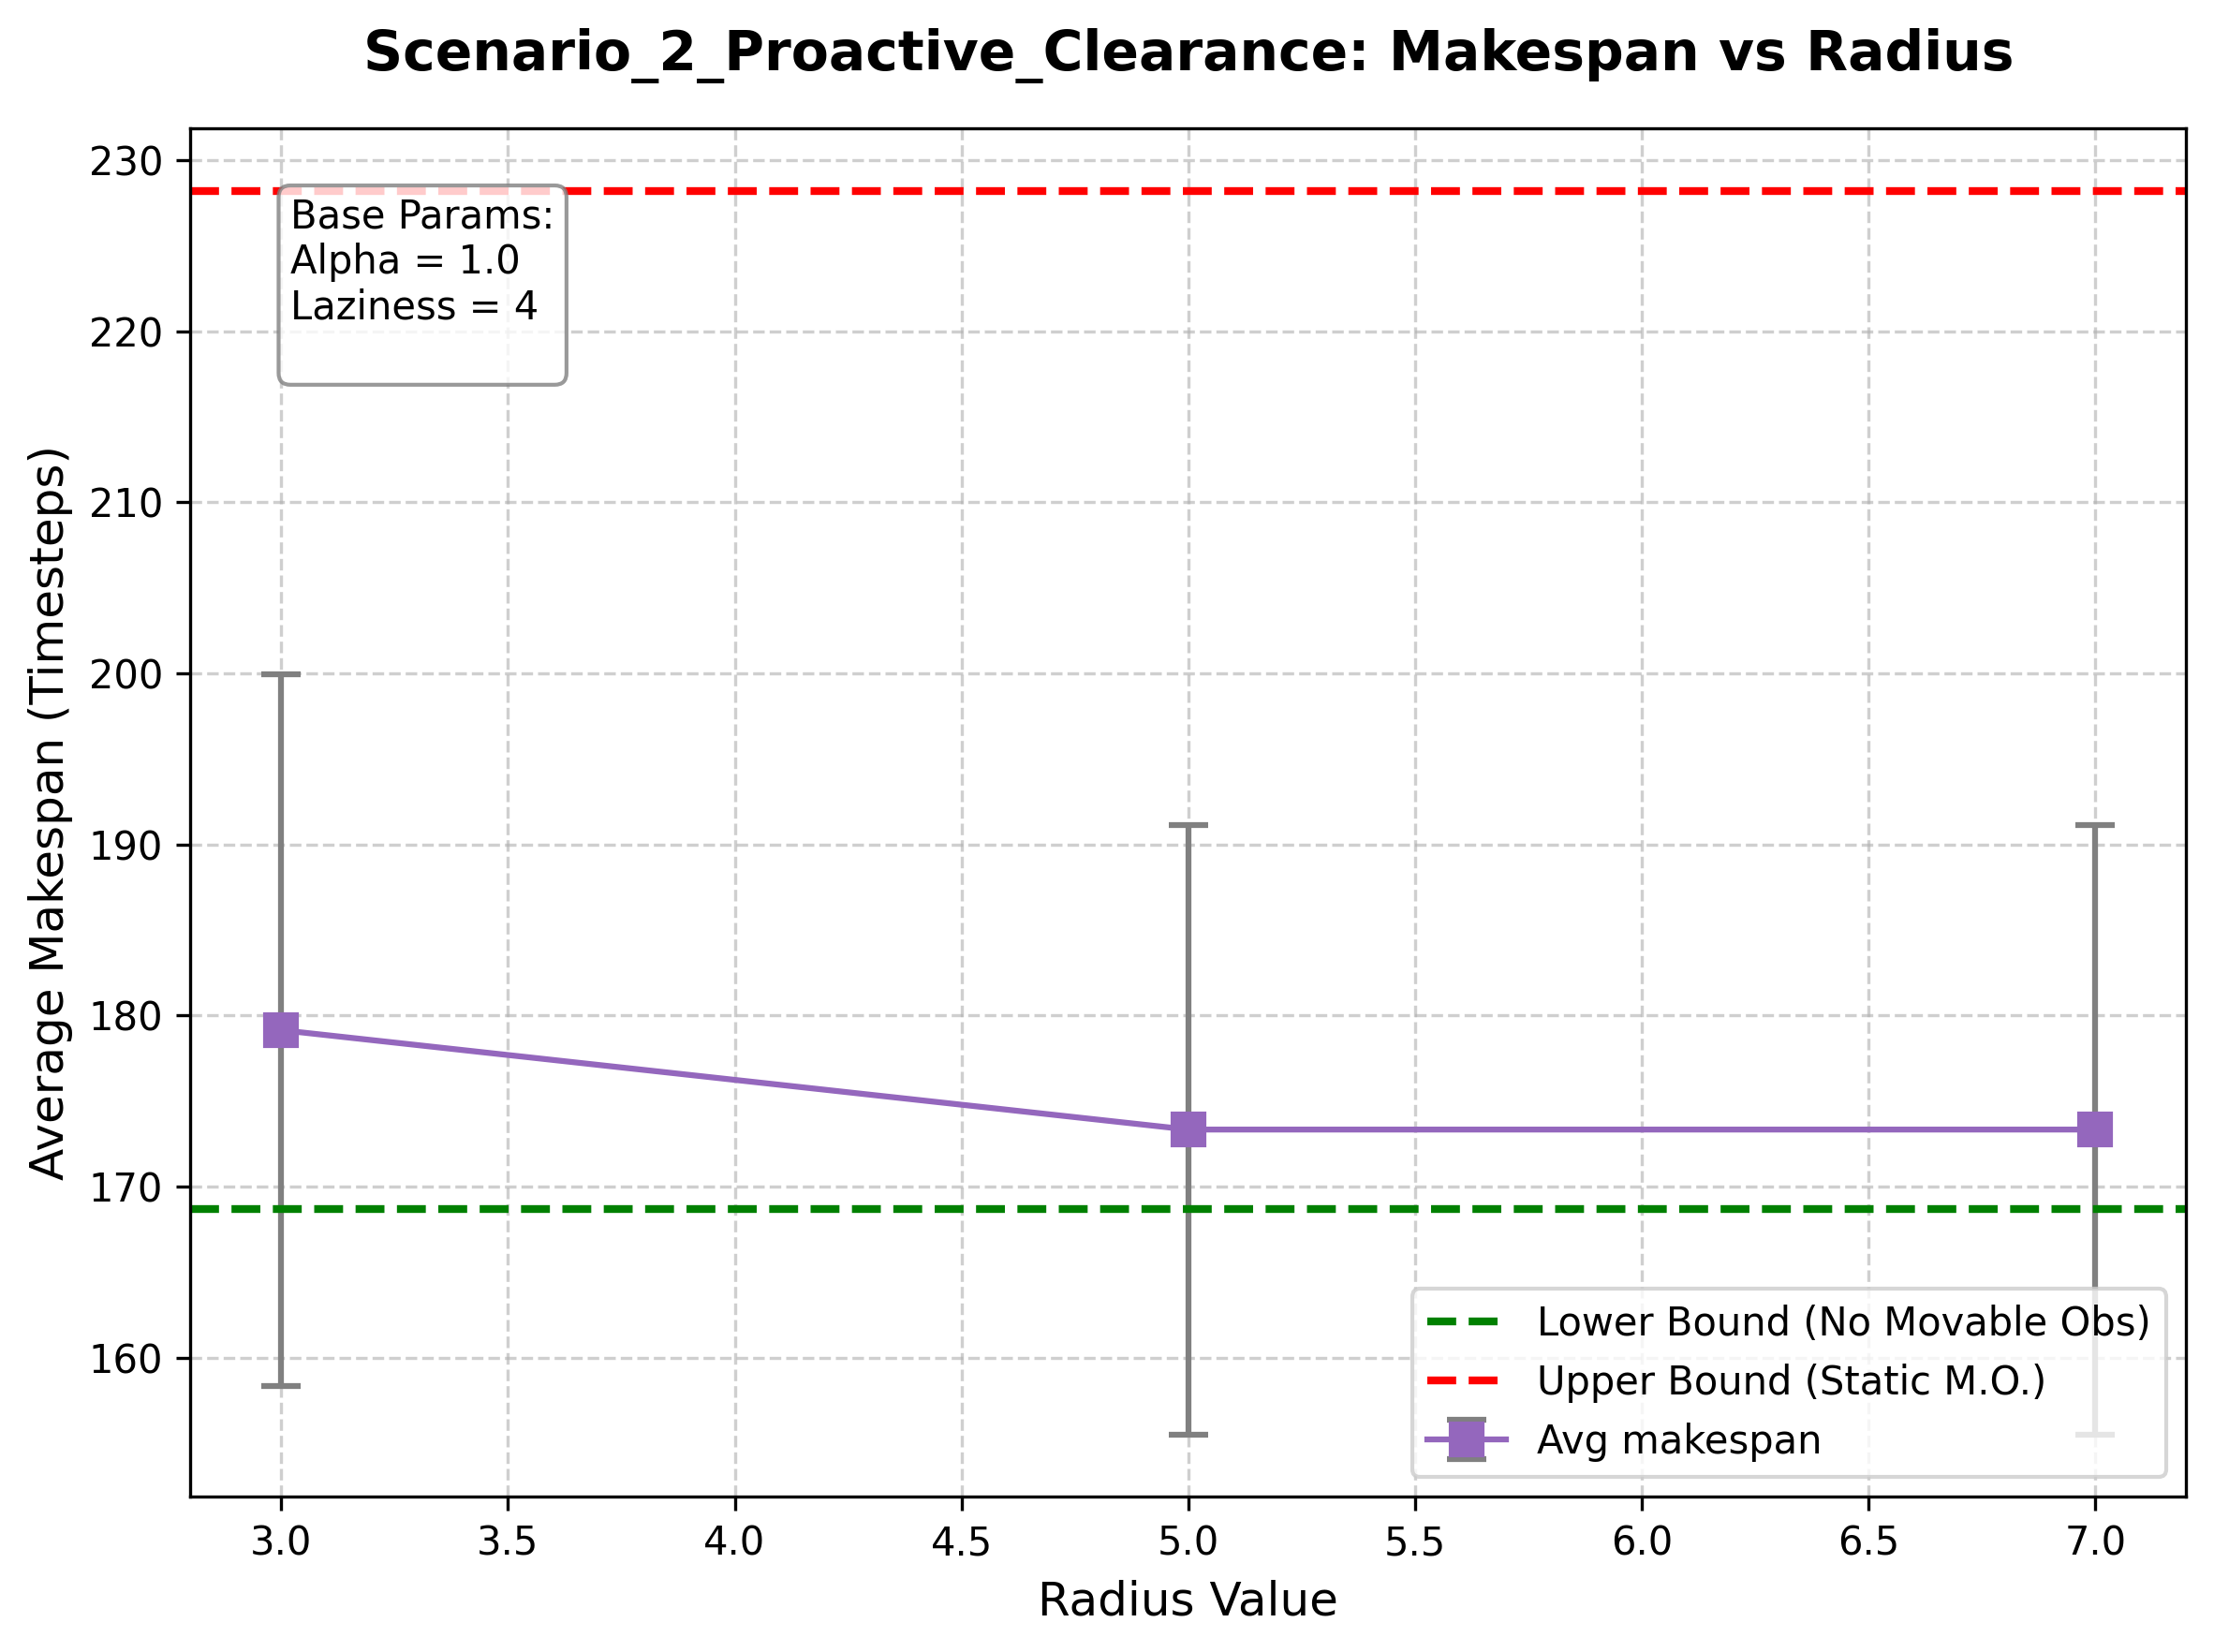 Scenario_2_Proactive_Clearance: Makespan vs Radius
Average Makespan (Timesteps)
230
220
210
200
190
180
170
160
Base Params:
Alpha = 1.0
Laziness = 4
Lower Bound (No Movable Obs)
Upper Bound (Static M.O.)
Avg makespan
3.0 3.5 4.0 4.5 5.0 5.5 6.0 6.5 7.0
Radius Value